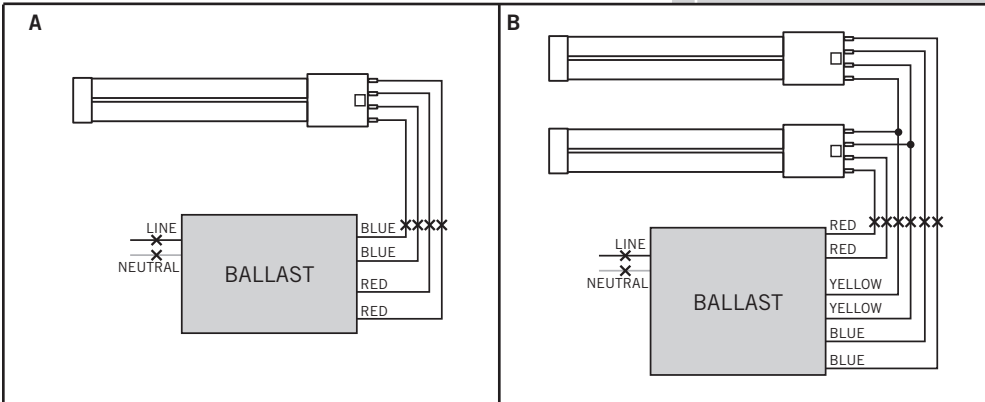 A
LINE
NEUTRAL
BALLAST
BLUE
BLUE
RED
RED
B
LINE
NEUTRAL
BALLAST
RED
RED
YELLOW
YELLOW
BLUE
BLUE